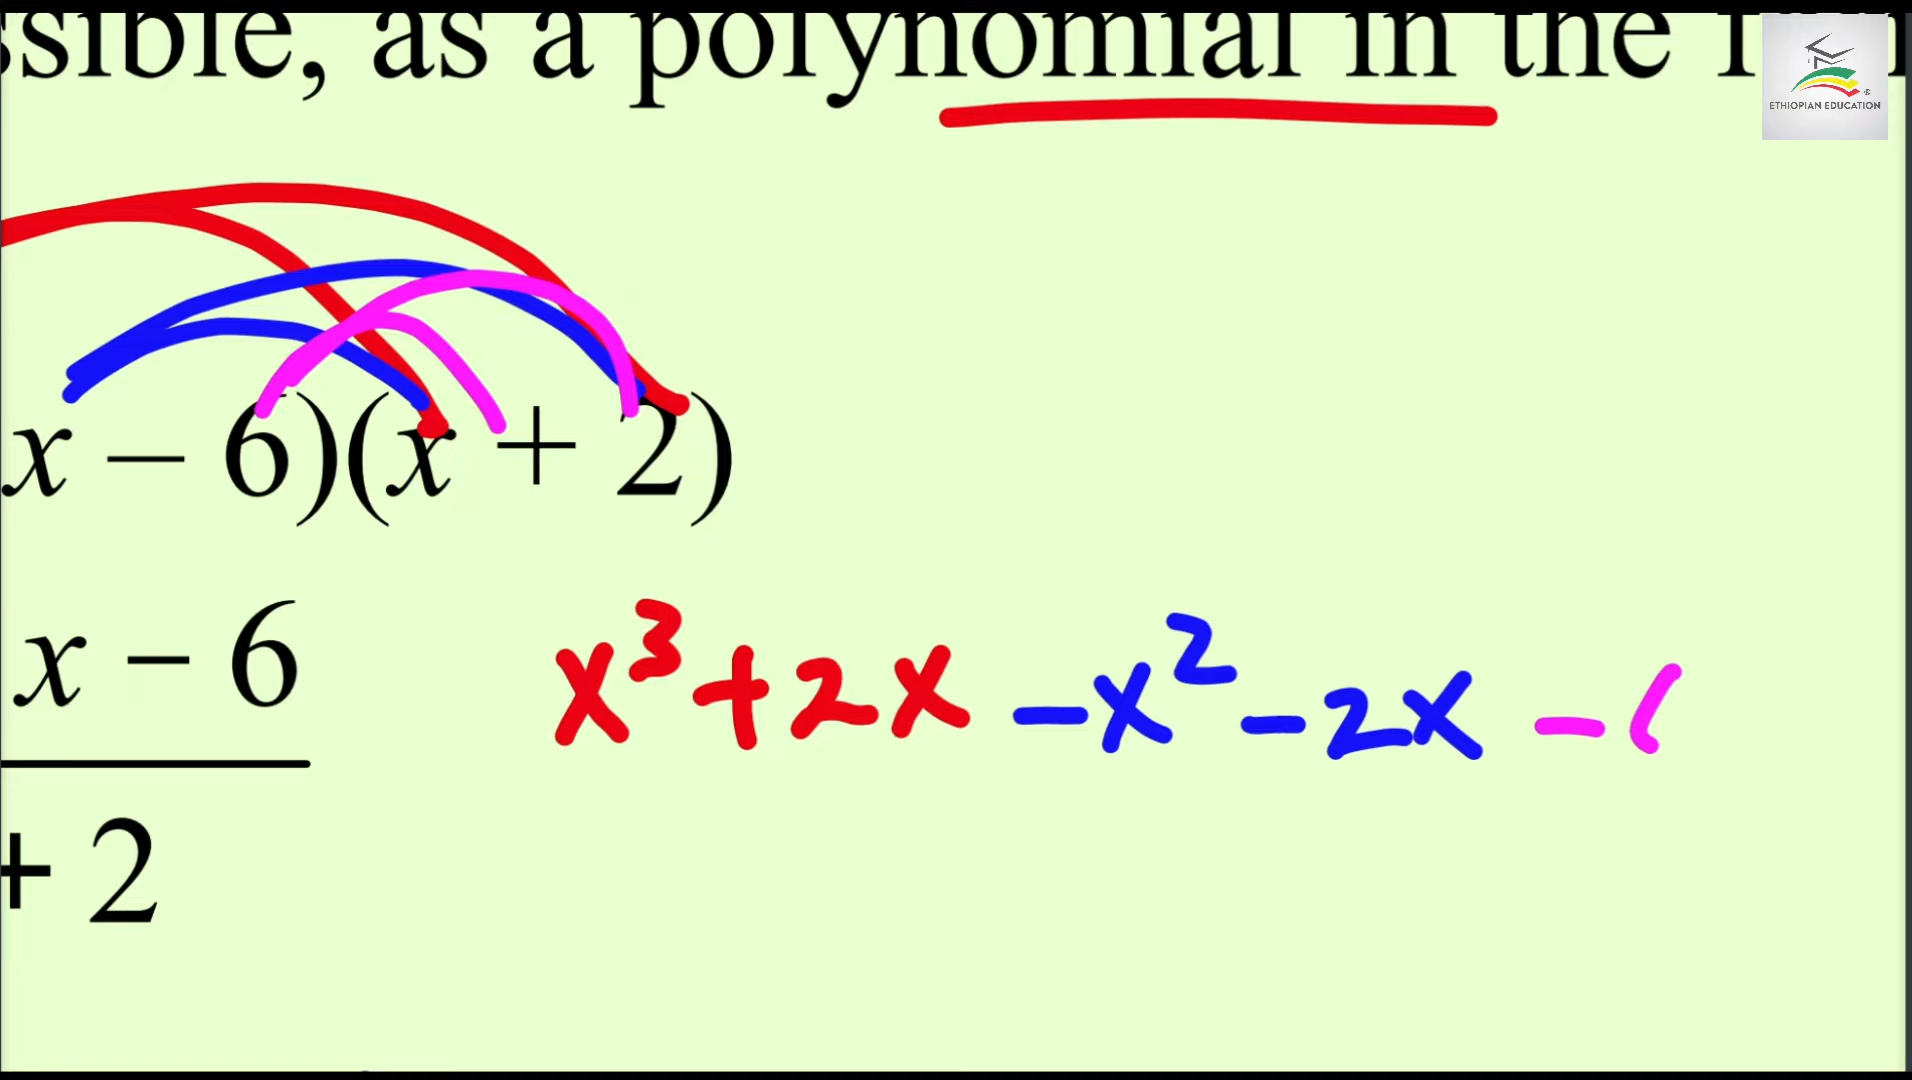 ssible, as a polynomial in the
ETHIOPIAN EDUCATION
x – 6)(x + 2)
x − 6
x³ + 2x − x² − 2x −
+ 2